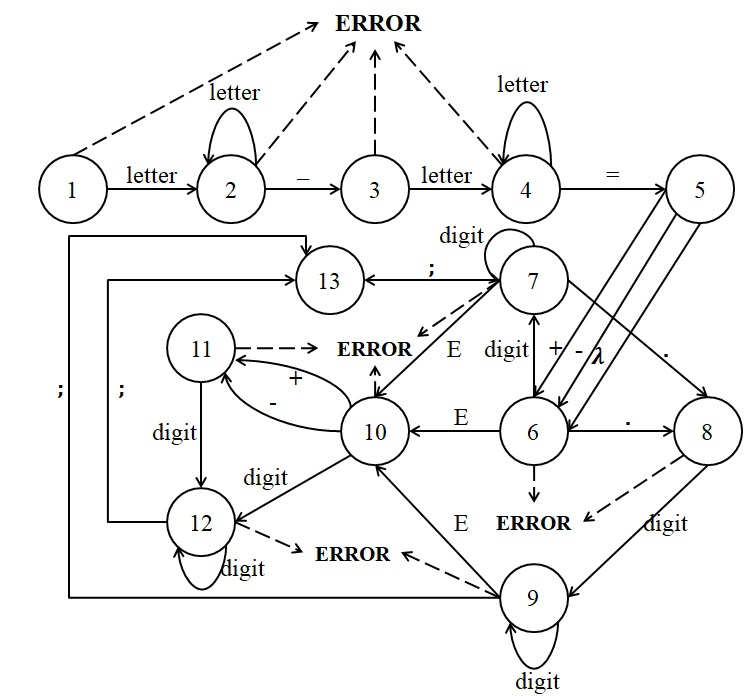 ERROR
letter
letter
1
letter
2
–
3
letter
4
=
5
digit
13
;
7
11
ERROR
E
digit
+
-
λ
.
+
-
;
;
digit
10
E
6
.
8
digit
12
digit
ERROR
E
ERROR
digit
9
digit